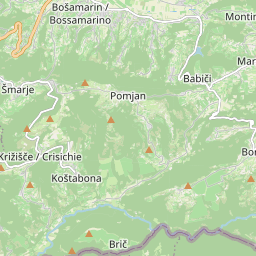 Bošamarin /
Bossamarino
Montin
Babiči
Mar
Šmarje
Pomjan
Križišče / Crisichie
Bor
Koštabona
Brič